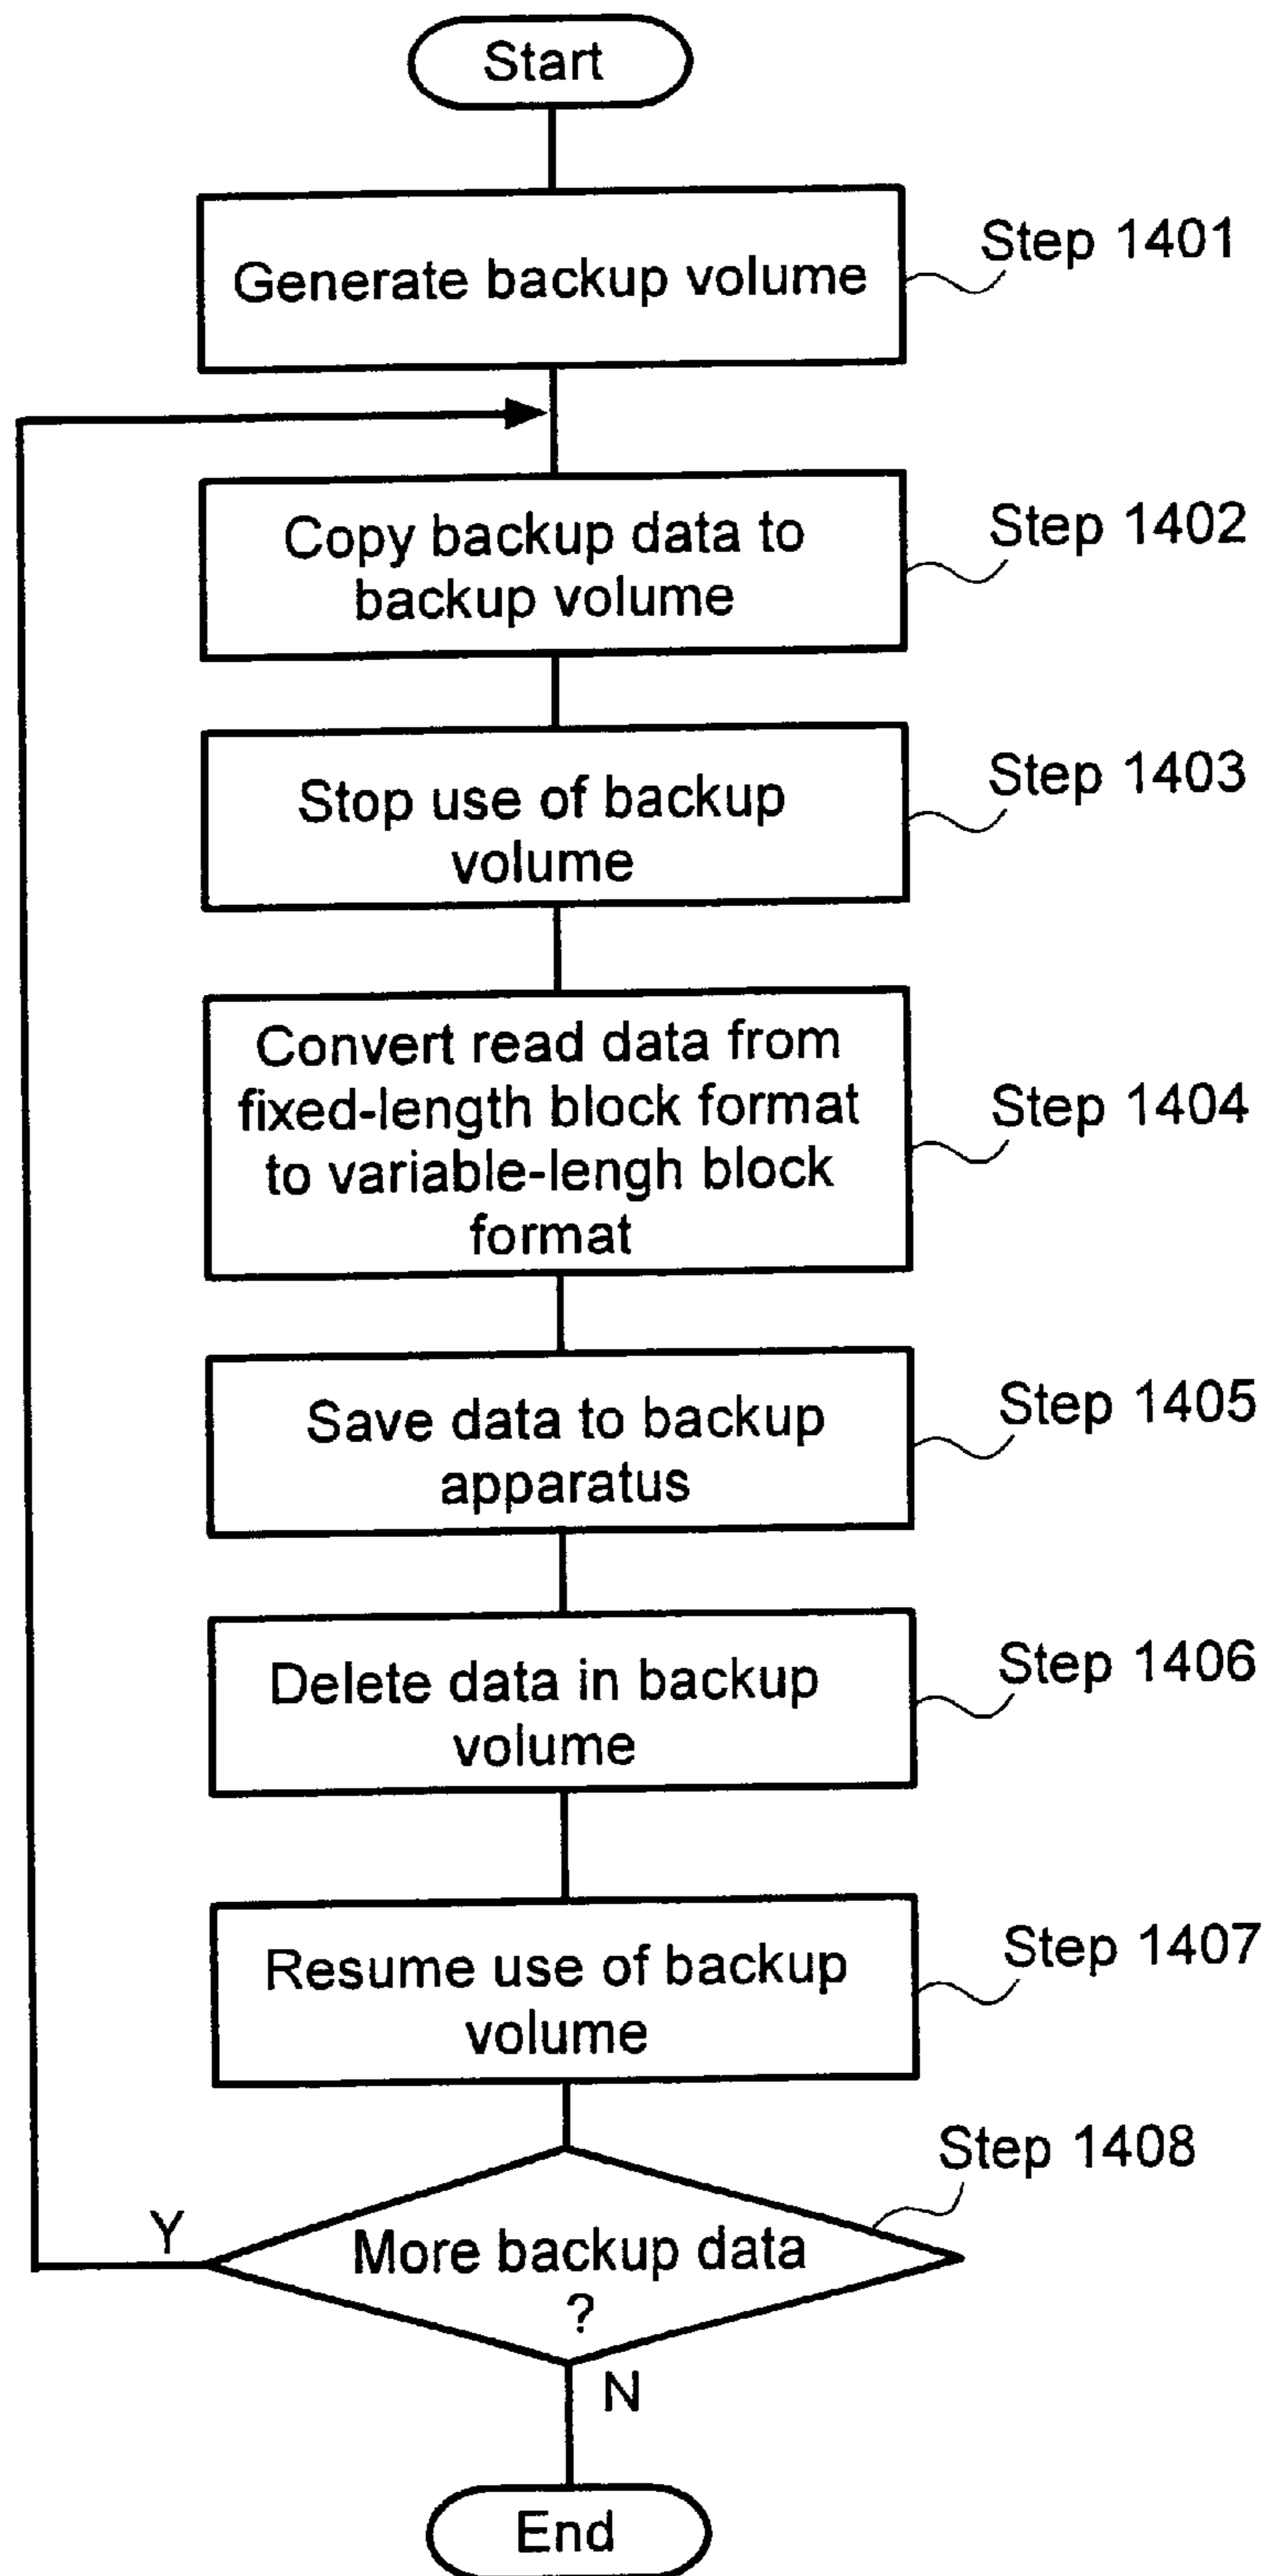 Start
Generate backup volume
Step 1401
Copy backup data to
backup volume
Step 1402
Stop use of backup
volume
Step 1403
Convert read data from
fixed-length block format
to variable-lengh block
format
Step 1404
Save data to backup
apparatus
Step 1405
Delete data in backup
volume
Step 1406
Resume use of backup
volume
Step 1407
Step 1408
Y
More backup data
?
N
End